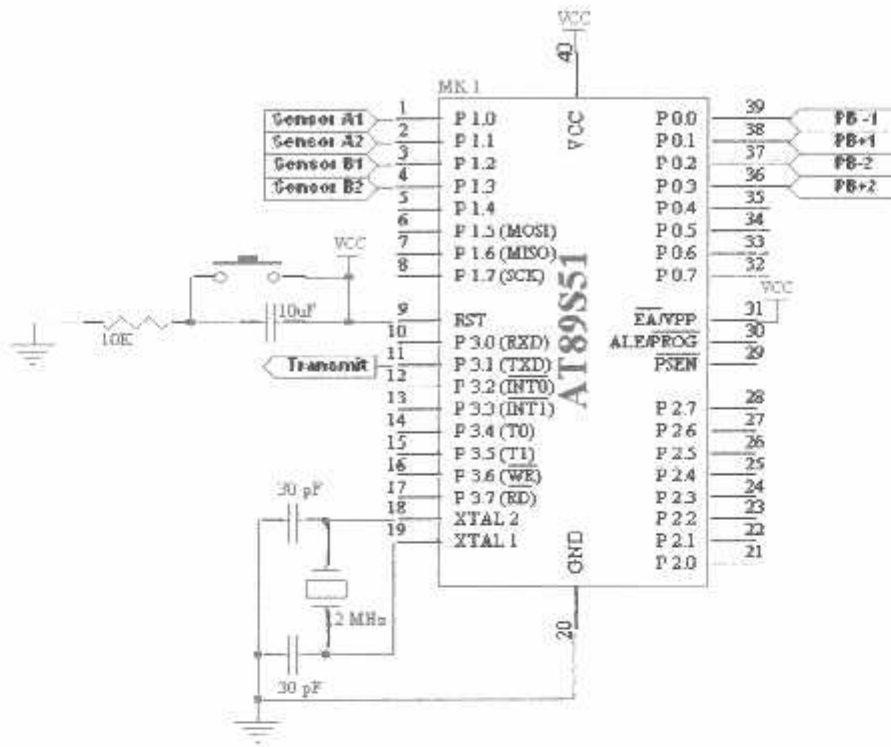 VCC
40
MK 1
VCC
Sensor A1
Sensor A2
Sensor B1
Sensor B2
1
2
3
4
5
6
7
8
9
10
11
12
13
14
15
16
17
18
19
P 1.0
P 1.1
P 1.2
P 1.3
P 1.4
P 1.5 (MOSI)
P 1.6 (MISO)
P 1.7 (SCK)
RST
P 3.0 (RXD)
P 3.1 (TXD)
P 3.2 (INT0)
P 3.3 (INT1)
P 3.4 (T0)
P 3.5 (T1)
P 3.6 (WR)
P 3.7 (RD)
XTAL 2
XTAL 1
AT89S51
P 0.0
P 0.1
P 0.2
P 0.3
P 0.4
P 0.5
P 0.6
P 0.7
EA/VPP
ALE/PROG
PSEN
P 2.7
P 2.6
P 2.5
P 2.4
P 2.3
P 2.2
P 2.1
P 2.0
39
38
37
36
35
34
33
32
31
30
29
28
27
26
25
24
23
22
21
PB -1
PB+1
PB-2
PB+2
VCC
VCC
10uF
10K
Transmit
30 pF
2 MHz
30 pF
GND
20